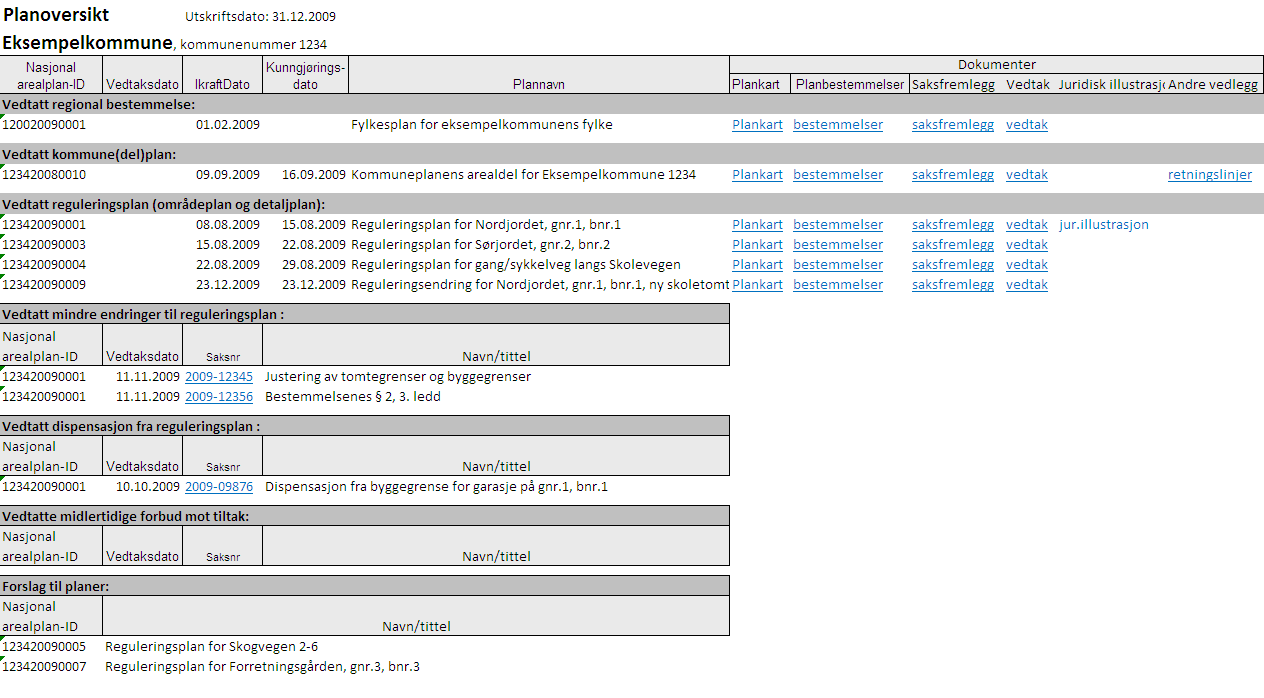 Planoversikt Utskriftsdato: 31.12.2009
Eksempelkommune, kommunenummer 1234
Nasjonal arealplan-ID Vedtaksdato IkraftDato Kunngjørings-dato Plannavn Dokumenter
Plankart Planbestemmelser Saksfremlegg Vedtak Juridisk illustrasj Andre vedlegg
Vedtatt regional bestemmelse:
120020090001 01.02.2009 Fylkesplan for eksempelkommunens fylke Plankart bestemmelser saksfremlegg vedtak
Vedtatt kommune(del)plan:
123420080010 09.09.2009 16.09.2009 Kommuneplanens arealdel for Eksempelkommune 1234 Plankart bestemmelser saksfremlegg vedtak retningslinjer
Vedtatt reguleringsplan (områdeplan og detaljplan):
123420090001 08.08.2009 15.08.2009 Reguleringsplan for Nordjordet, gnr.1, bnr.1 Plankart bestemmelser saksfremlegg vedtak jur.illustrasjon
123420090003 15.08.2009 22.08.2009 Reguleringsplan for Sørjordet, gnr.2, bnr.2 Plankart bestemmelser saksfremlegg vedtak
123420090004 22.08.2009 29.08.2009 Reguleringsplan for gang/sykkelveg langs Skolevegen Plankart bestemmelser saksfremlegg vedtak
123420090009 23.12.2009 23.12.2009 Reguleringsendring for Nordjordet, gnr.1, bnr.1, ny skoletomt Plankart bestemmelser saksfremlegg vedtak
Vedtatt mindre endringer til reguleringsplan :
Nasjonal
arealplan-ID Vedtaksdato Saksnr Navn/tittel
123420090001 11.11.2009 2009-12345 Justering av tomtegrenser og byggegrenser
123420090001 11.11.2009 2009-12356 Bestemmelsenes § 2, 3. ledd
Vedtatt dispensasjon fra reguleringsplan :
Nasjonal
arealplan-ID Vedtaksdato Saksnr Navn/tittel
123420090001 10.10.2009 2009-09876 Dispensasjon fra byggegrense for garasje på gnr.1, bnr.1
Vedtatte midlertidige forbud mot tiltak:
Nasjonal
arealplan-ID Vedtaksdato Saksnr Navn/tittel
Forslag til planer:
Nasjonal
arealplan-ID Navn/tittel
123420090005 Reguleringsplan for Skogvegen 2-6
123420090007 Reguleringsplan for Forretningsgården, gnr.3, bnr.3